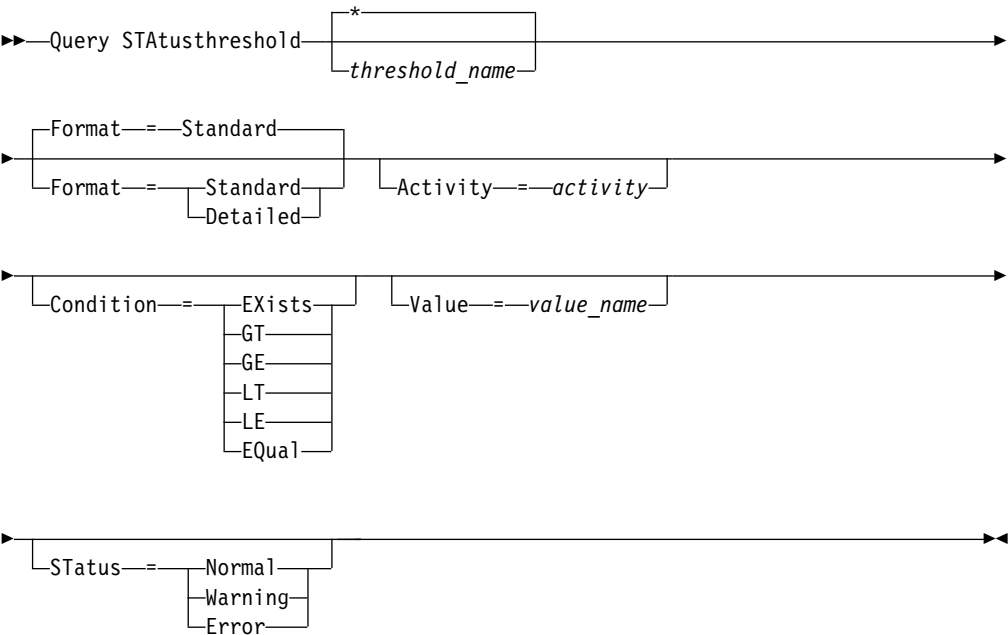 *
Query STAtusthreshold
threshold_name
Format = Standard
Format = Standard Activity = activity
Detailed
Condition = EXists Value = value_name
GT
GE
LT
LE
EQual
STatus = Normal
Warning
Error